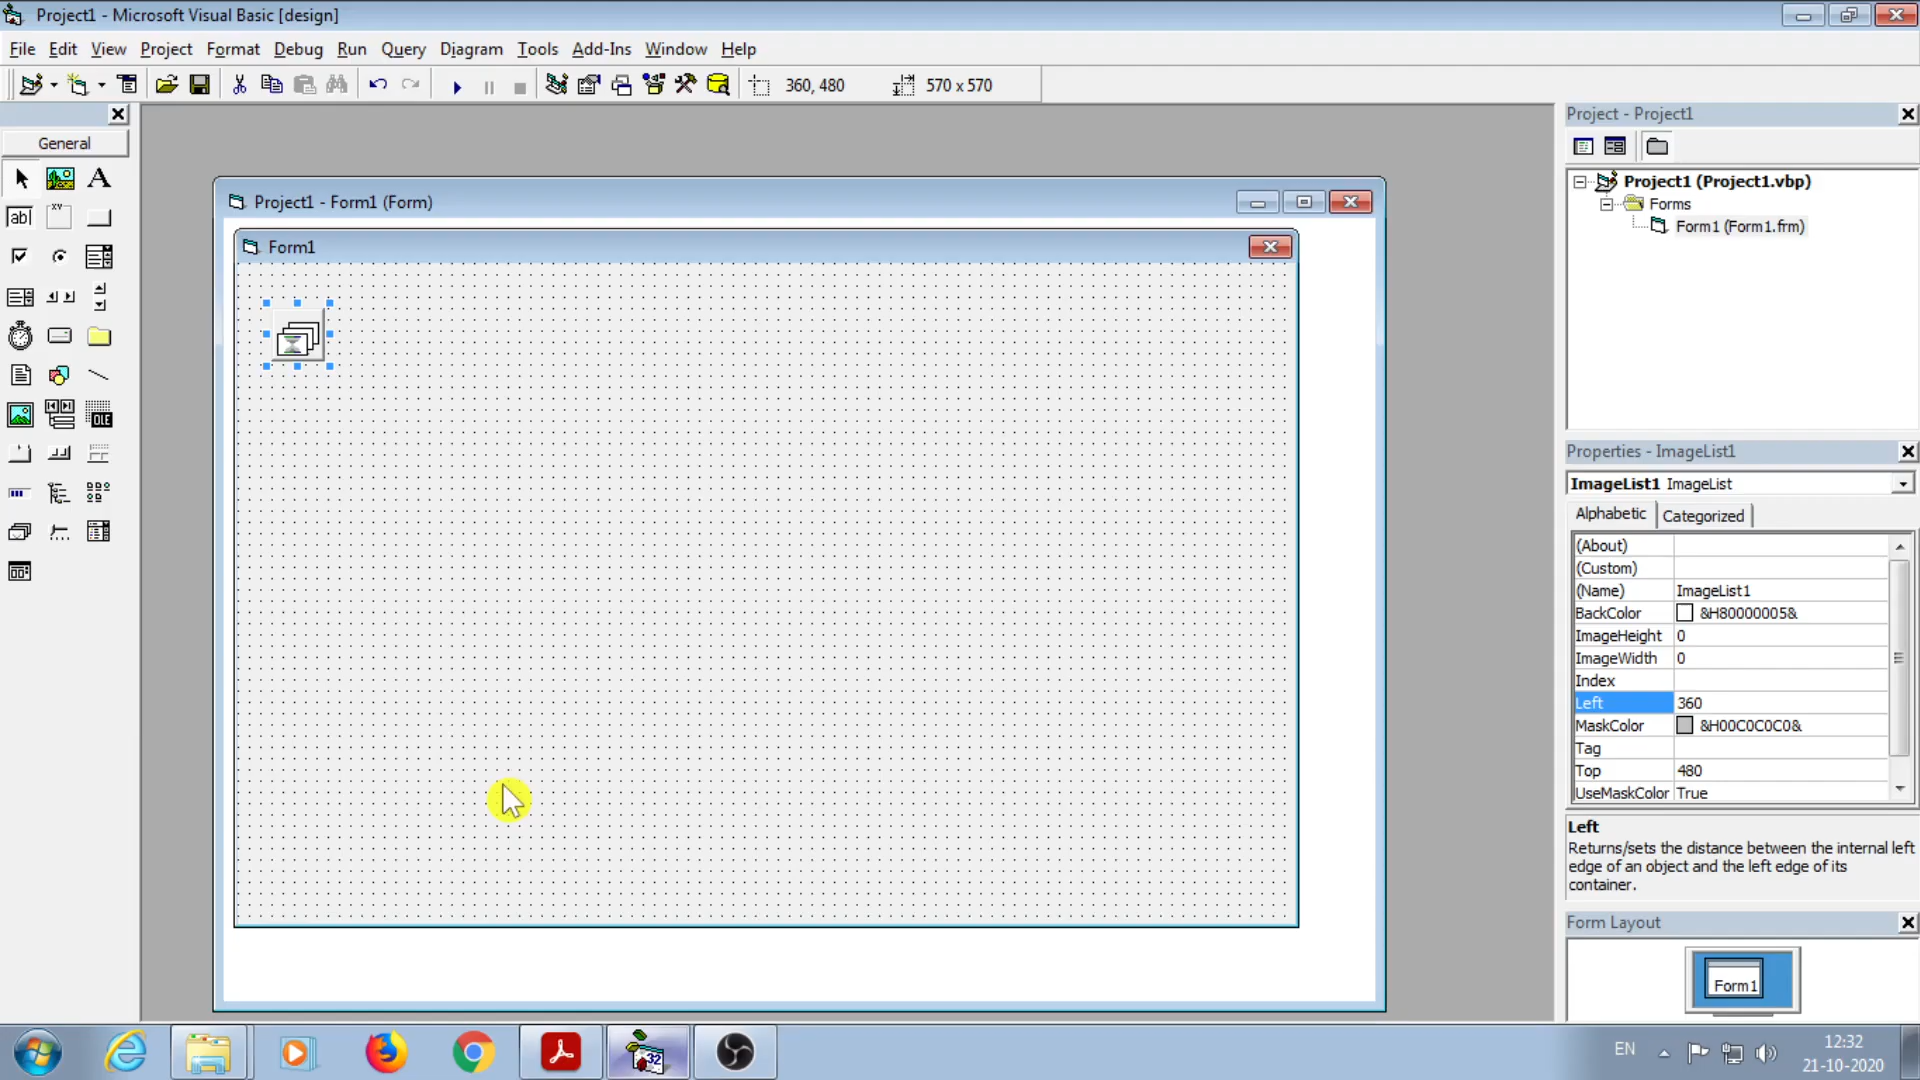 Project1 - Microsoft Visual Basic [design]
File Edit View Project Format Debug Run Query Diagram Tools Add-Ins Window Help
360, 480 570 x 570
General
A
ab
XY
OLE
Project1 - Form1 (Form)
Form1
Project - Project1
Project1 (Project1.vbp)
Forms
Form1 (Form1.frm)
Properties - ImageList1
ImageList1 ImageList
Alphabetic Categorized
(About)
(Custom)
(Name) ImageList1
BackColor &H80000005&
ImageHeight 0
ImageWidth 0
Index
Left 360
MaskColor &H00C0C0C0&
Tag
Top 480
UseMaskColor True
Left
Returns/sets the distance between the internal left
edge of an object and the left edge of its
container.
Form Layout
Form1
32
EN
12:32
21-10-2020